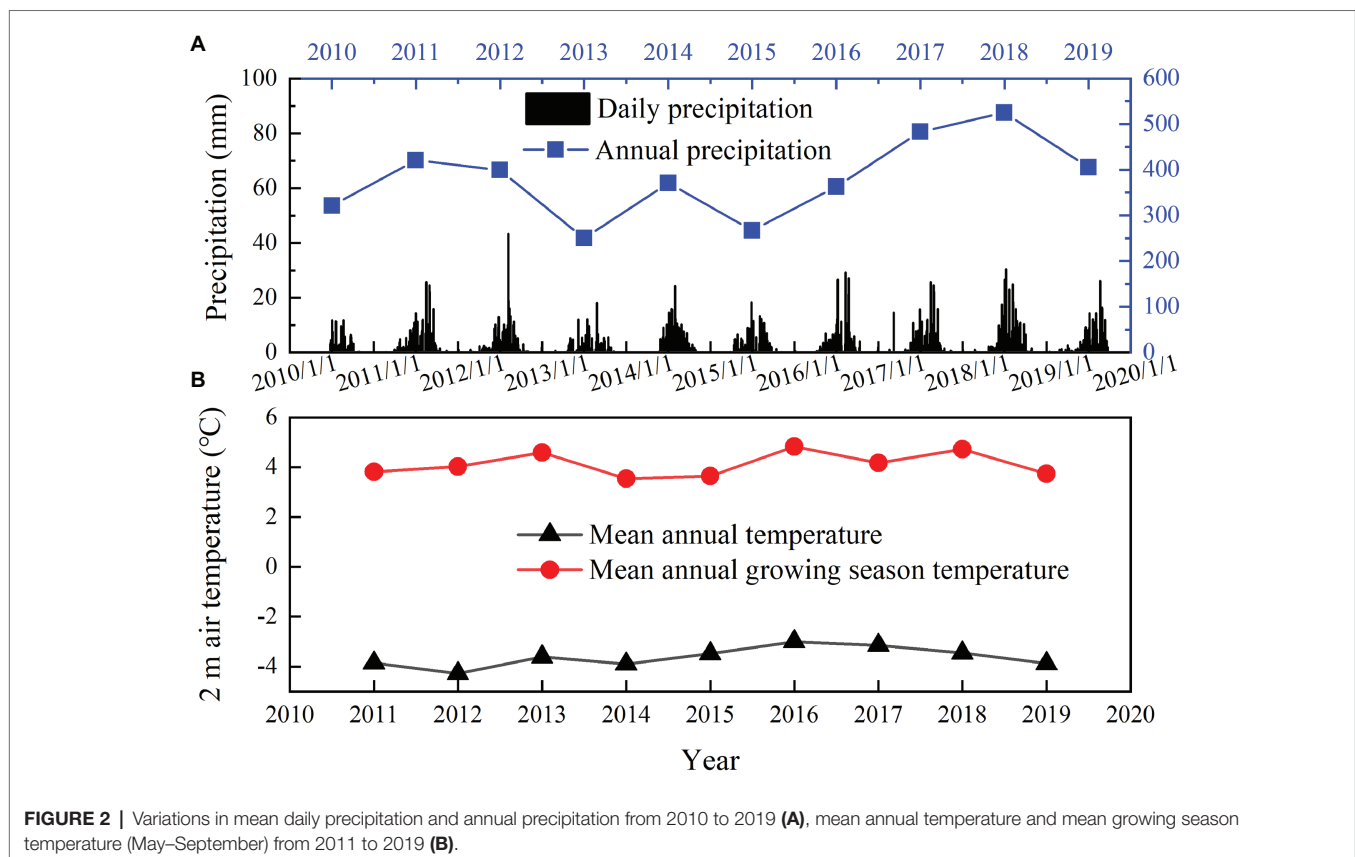 A
2010 2011 2012 2013 2014 2015 2016 2017 2018 2019
Precipitation (mm)
100
80
60
40
20
0
Daily precipitation
Annual precipitation
600
500
400
300
200
100
0
2010/1/1 2011/1/1 2012/1/1 2013/1/1 2014/1/1 2015/1/1 2016/1/1 2017/1/1 2018/1/1 2019/1/1 2020/1/1
B
2 m air temperature (°C)
6
4
2
0
-2
-4
Mean annual temperature
Mean annual growing season temperature
2010 2011 2012 2013 2014 2015 2016 2017 2018 2019 2020
Year
FIGURE 2 | Variations in mean daily precipitation and annual precipitation from 2010 to 2019 (A), mean annual temperature and mean growing season
temperature (May–September) from 2011 to 2019 (B).